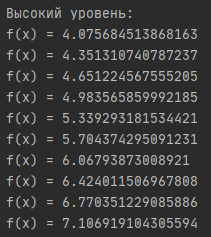 Высокий уровень:
f(x) = 4.075684513868163
f(x) = 4.351310740787237
f(x) = 4.651224567555205
f(x) = 4.983565859992185
f(x) = 5.339293181534421
f(x) = 5.704374295091231
f(x) = 6.06793873008921
f(x) = 6.424011506967808
f(x) = 6.770351229085886
f(x) = 7.106919104305594